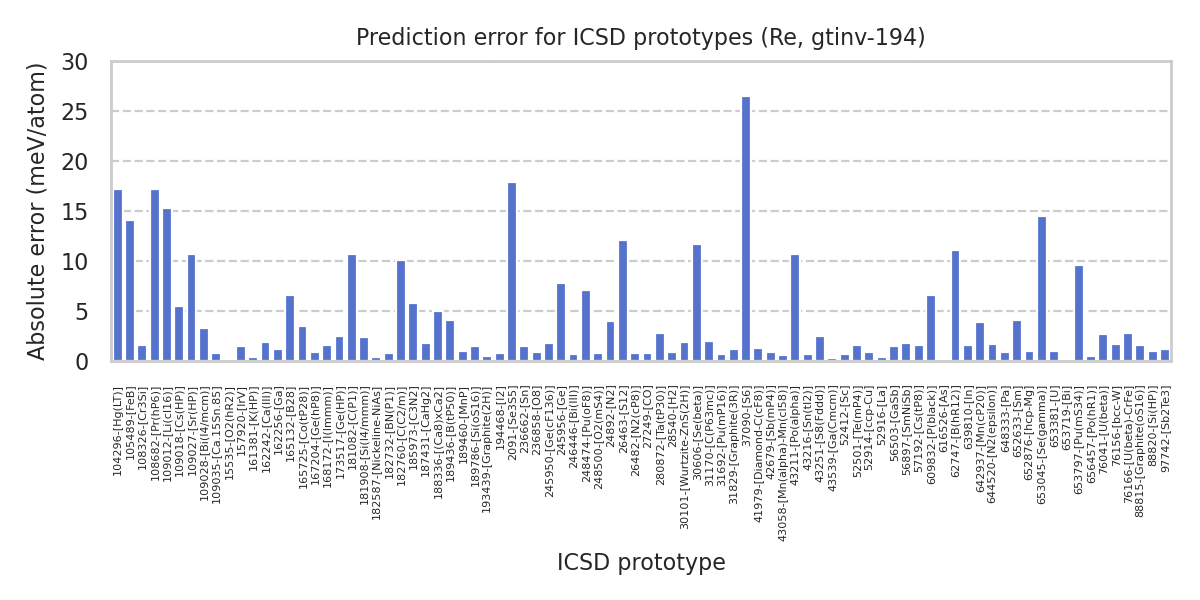 Prediction error for ICSD prototypes (Re, gtinv-194)
Absolute error (meV/atom)
30
25
20
15
10
5
0
104296-[Hg(LT)]
105489-[FeB]
108326-[Cr3Si]
108682-[Pr(hP6)]
109012-[Li(cI16)]
109018-[Cs(HP)]
109027-[Sr(HP)]
109028-[Bi(I4/mcm)]
109035-[Ca.15Sn.85]
15535-[O2(hR2)]
157920-[IrV]
161381-[K(HP)]
162242-[Ca(III)]
162256-[Ga]
165132-[B28]
165725-[Co(tP28)]
167204-[Ge(hP8)]
168172-[I(Immm)]
173517-[Ge(HP)]
181082-[C(P1)]
181908-[Si(I4/mmm)]
182587-[Nickeline-NiAs]
182732-[BN(P1)]
182760-[C(C2/m)]
185973-[C3N2]
187431-[CaHg2]
188336-[(Ca8)xCa2]
189436-[B(tP50)]
189460-[MnP]
189786-[Si(oS16)]
193439-[Graphite(2H)]
194468-[I2]
2091-[Se3S5]
236662-[Sn]
236858-[O8]
245950-[Ge(cF136)]
245956-[Ge]
246446-[Bi(III)]
248474-[Pu(oF8)]
248500-[O2(mS4)]
24892-[N2]
26463-[S12]
26482-[N2(cP8)]
27249-[CO]
280872-[Ta(tP30)]
28540-[H2]
30101-[Wurtzite-ZnS(2H)]
30606-[Se(beta)]
31170-[C(P63mc)]
31692-[Pu(mP16)]
31829-[Graphite(3R)]
37090-[S6]
41979-[Diamond-C(cF8)]
42679-[Sb(mP4)]
43058-[Mn(alpha)-Mn(cI58)]
43211-[Po(alpha)]
43216-[Sn(tI2)]
43251-[S8(Fddd)]
43539-[Ga(Cmcm)]
52412-[Sc]
52501-[Te(mP4)]
52914-[fcc-Cu]
52916-[La]
56503-[GaSb]
56897-[SmNiSb]
57192-[Cs(tP8)]
609832-[P(black)]
616526-[As]
62747-[B(hR12)]
639810-[In]
642937-[Mn(cP20)]
644520-[N2(epsilon)]
648333-[Pa]
652633-[Sm]
652876-[hcp-Mg]
653045-[Se(gamma)]
653381-[U]
653719-[Bi]
653797-[Pu(mS34)]
656457-[Po(hR1)]
76041-[U(beta)]
76156-[bcc-W]
76166-[U(beta)-CrFe]
88815-[Graphite(oS16)]
88820-[Si(HP)]
97742-[Sb2Te3]
ICSD prototype